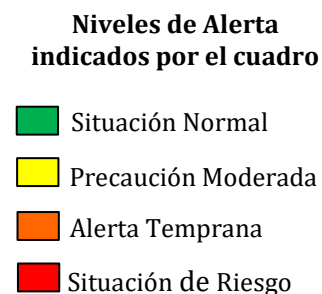 Niveles de Alerta
indicados por el cuadro
Situación Normal
Precaución Moderada
Alerta Temprana
Situación de Riesgo